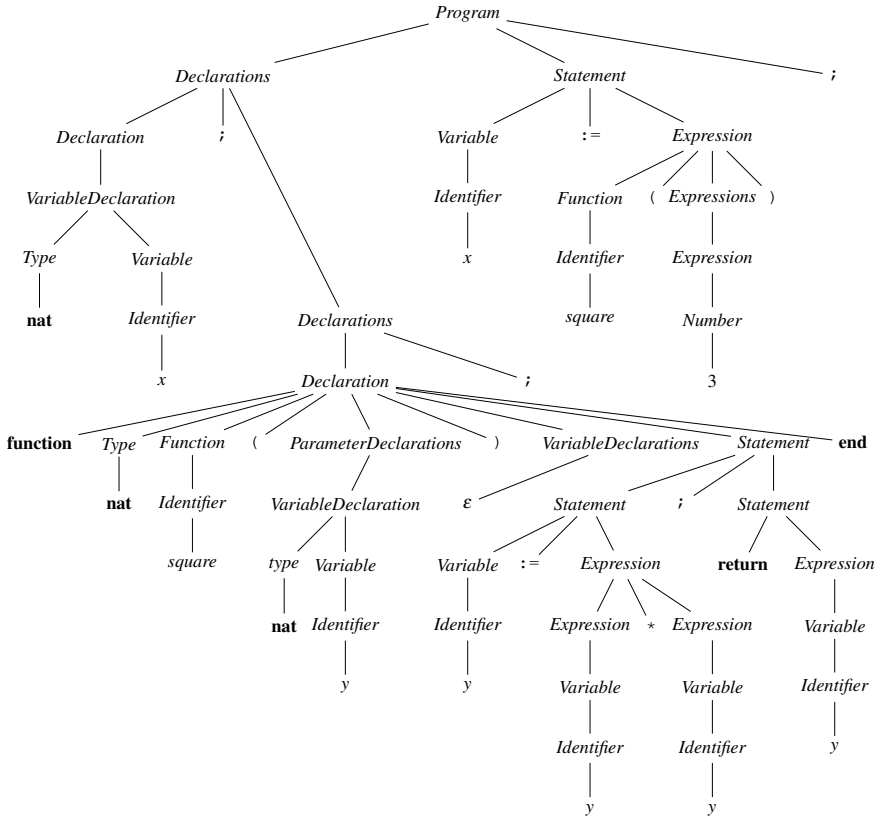 Program
Declarations Statement ;
Declaration ; Variable := Expression
VariableDeclaration Identifier Function ( Expressions )
Type Variable x Identifier Expression
nat Identifier Declarations square Number
x Declaration ; 3
function Type Function ( ParameterDeclarations ) VariableDeclarations Statement end
nat Identifier VariableDeclaration ε Statement ; Statement
square type Variable Variable := Expression return Expression
nat Identifier Identifier Expression * Expression Variable
y y Variable Variable Identifier
Identifier Identifier y
y y